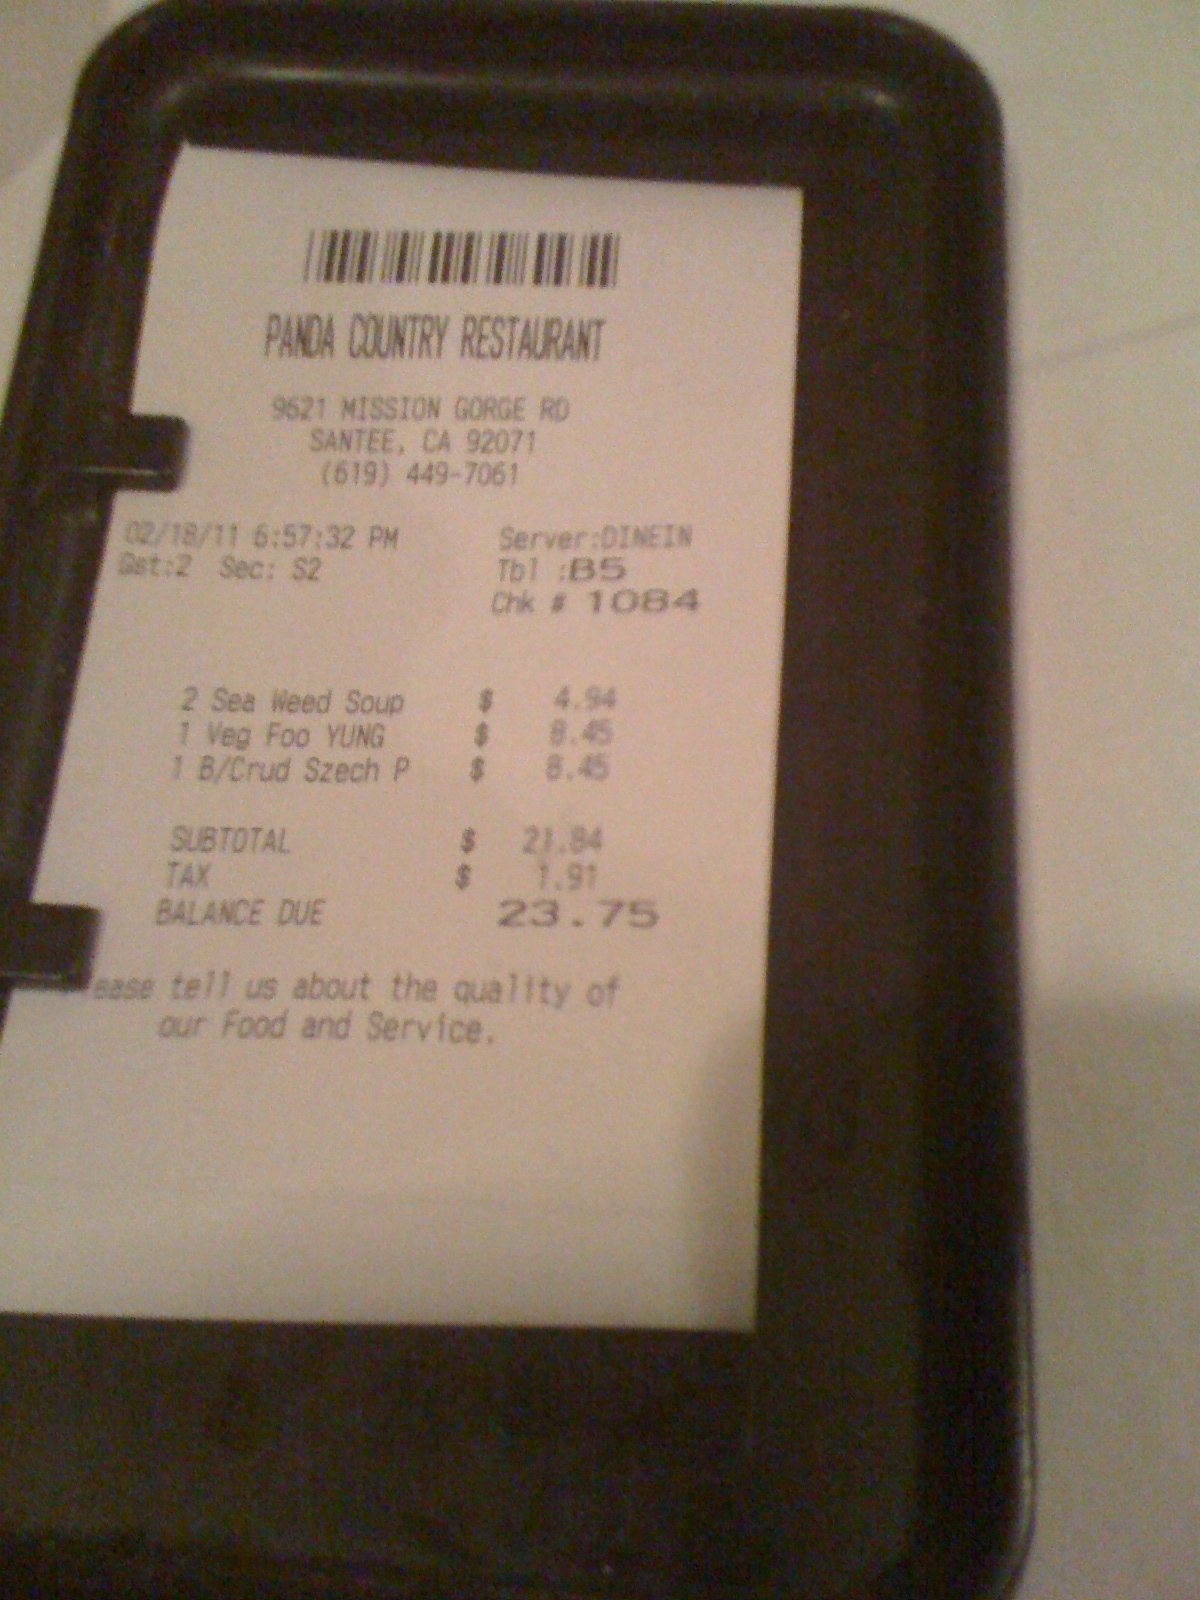 PANDA COUNTRY RESTAURANT
9621 MISSION GORGE RD
SANTEE, CA 92071
(619) 449-7061
02/18/11 6:57:32 PM Server:DINEIN
Gst:2 Sec: S2 Tbl :B5
Chk # 1084
2 Sea Weed Soup $ 4.94
1 Veg Foo YUNG $ 8.45
1 B/Crud Szech P $ 8.45
SUBTOTAL $ 21.84
TAX $ 1.91
BALANCE DUE 23.75
ease tell us about the quality of
our Food and Service.